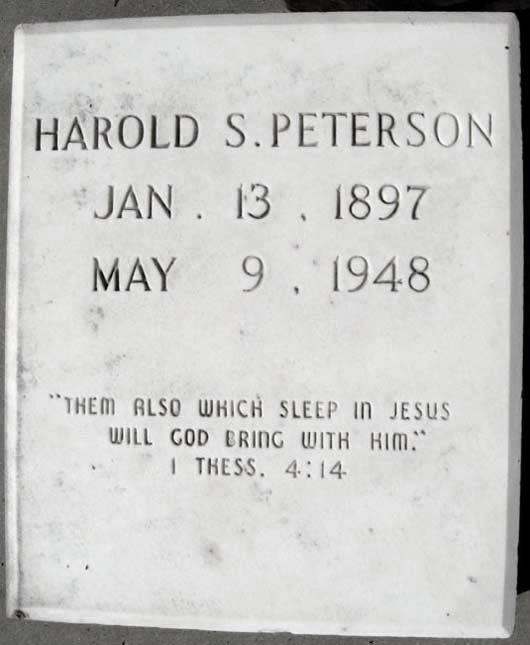 HAROLD S. PETERSON
JAN. 13, 1897
MAY 9, 1948
"THEM ALSO WHICH SLEEP IN JESUS
WILL GOD BRING WITH HIM."
I THESS. 4:14